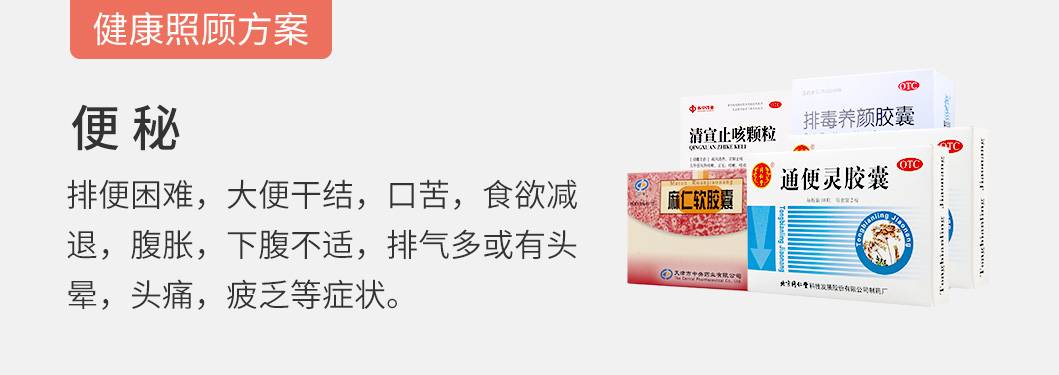 健康照顾方案
便秘
排便困难，大便干结，口苦，食欲减
退，腹胀，下腹不适，排气多或有头
晕，头痛，疲乏等症状。
OTC
排毒养颜胶囊
清宣止咳颗粒
QINGXUAN ZHIKE KELI
OTC
通便灵胶囊
Tongbianling Jiaonang
北京同仁堂科技发展股份有限公司制药厂
Maren Ruanjiaonang
麻仁软胶囊
天津市中央药业有限公司
The Central Pharmaceutical Co., Ltd